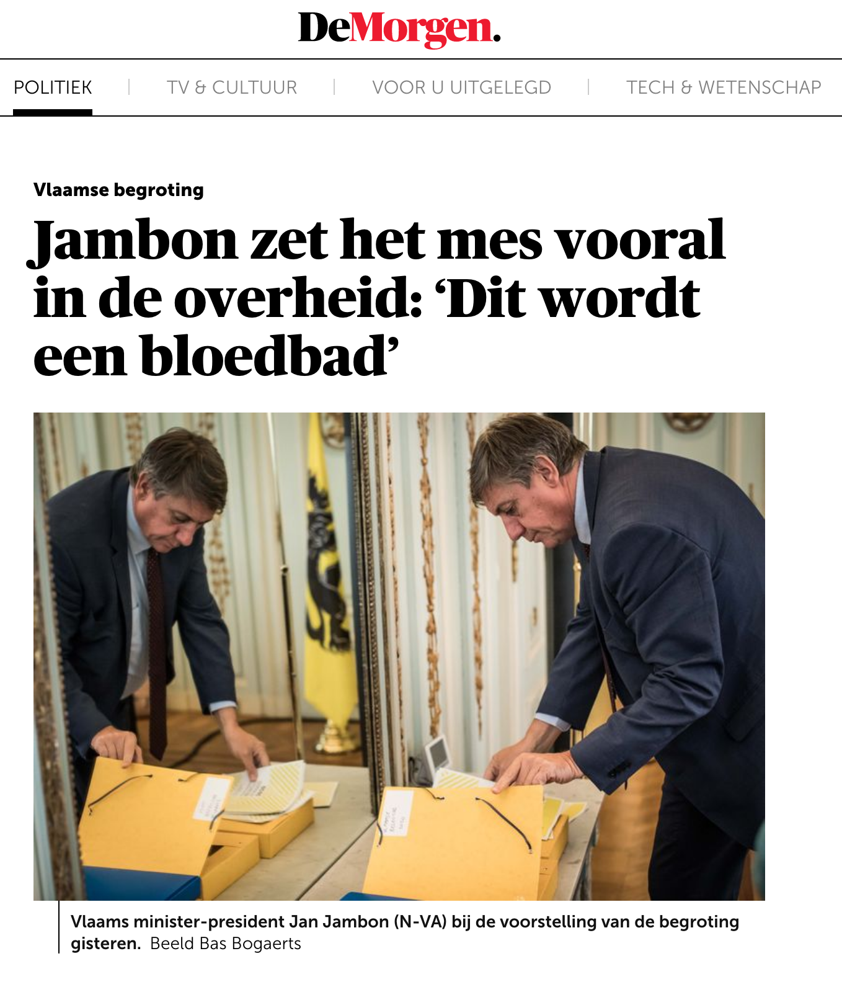 DeMorgen.
POLITIEK
TV & CULTUUR
VOOR U UITGELEGD
TECH & WETENSCHAP
Vlaamse begroting
Jambon zet het mes vooral
in de overheid: ‘Dit wordt
een bloedbad’
Vlaams minister-president Jan Jambon (N-VA) bij de voorstelling van de begroting
gisteren. Beeld Bas Bogaerts